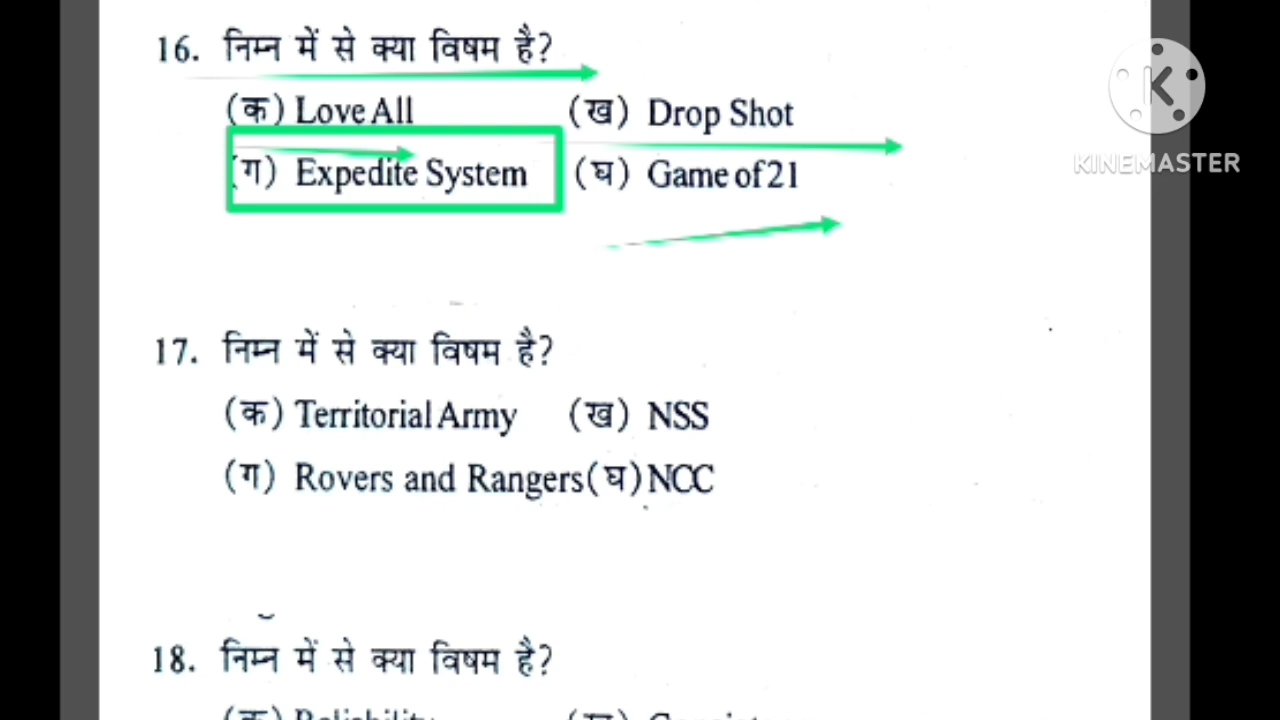 16. निम्न में से क्या विषम है?
(क) Love All (ख) Drop Shot
(ग) Expedite System (घ) Game of 21
KINEMASTER
17. निम्न में से क्या विषम है?
(क) Territorial Army (ख) NSS
(ग) Rovers and Rangers (घ) NCC
18. निम्न में से क्या विषम है?
(क) Reliability (ख)